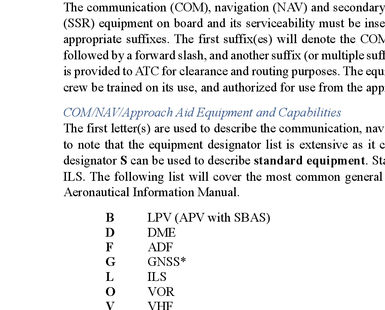 The communication (COM), navigation (NAV) and secondary
(SSR) equipment on board and its serviceability must be inse
appropriate suffixes. The first suffix(es) will denote the COM
followed by a forward slash, and another suffix (or multiple suff
is provided to ATC for clearance and routing purposes. The equi
crew be trained on its use, and authorized for use from the app
COM/NAV/Approach Aid Equipment and Capabilities
The first letter(s) are used to describe the communication, nav
to note that the equipment designator list is extensive as it c
designator S can be used to describe standard equipment. Sta
ILS. The following list will cover the most common general
Aeronautical Information Manual.
B LPV (APV with SBAS)
D DME
F ADF
G GNSS*
L ILS
O VOR
V VHF